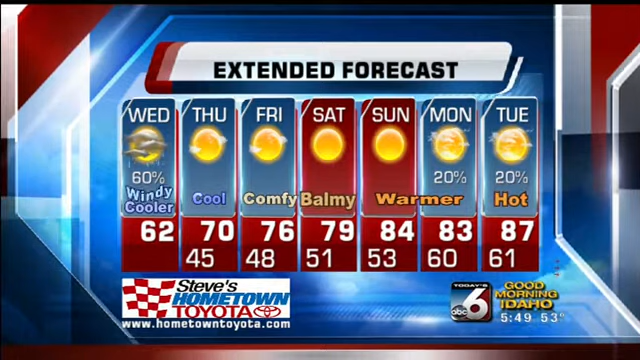 EXTENDED FORECAST
WED THU FRI SAT SUN MON TUE
60% 20% 20%
Windy
Cooler Cool Comfy Balmy Warmer Hot
62 70 76 79 84 83 87
45 48 51 53 60 61
Steve's
HOMETOWN
TOYOTA
www.hometowntoyota.com
TODAY'S
6
abc
GOOD
MORNING
IDAHO
5:49 53°